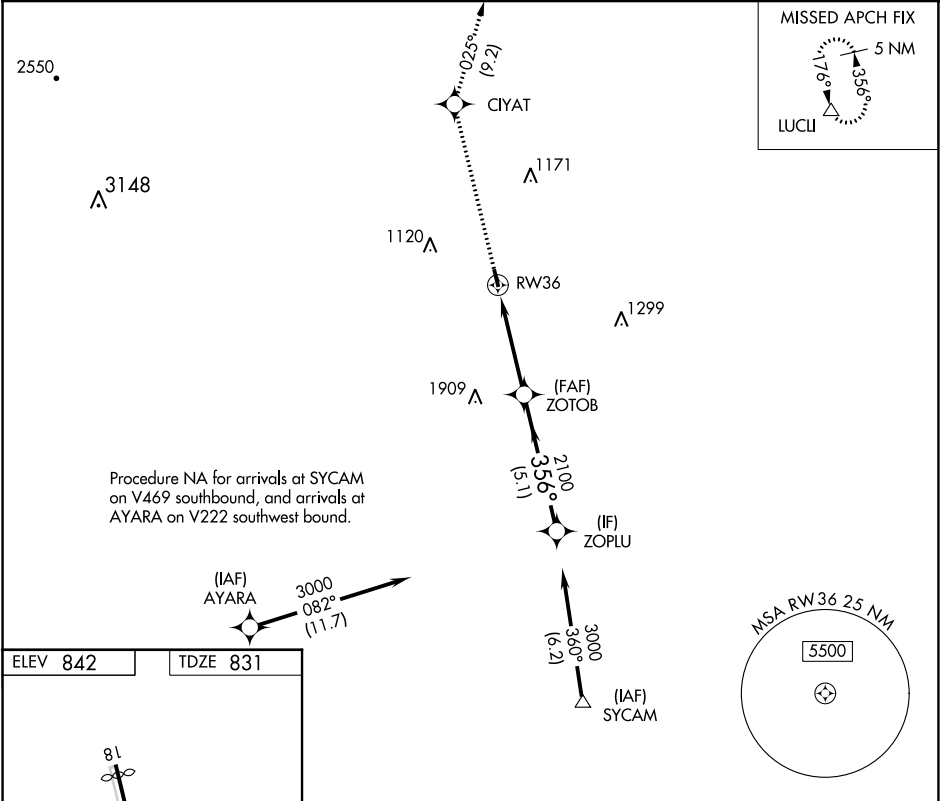 MISSED APCH FIX
5 NM
176°
356°
LUCLI
025°
(9.2)
2550
CIYAT
3148
1171
1120
RW36
1299
1909
(FAF)
ZOTOB
2100
356°
(5.1)
Procedure NA for arrivals at SYCAM
on V469 southbound, and arrivals at
AYARA on V222 southwest bound.
(IF)
ZOPLU
(IAF)
AYARA
3000
082°
(11.7)
3000
360°
(6.2)
(IAF)
SYCAM
MSA RW36 25 NM
5500
ELEV 842
TDZE 831
18